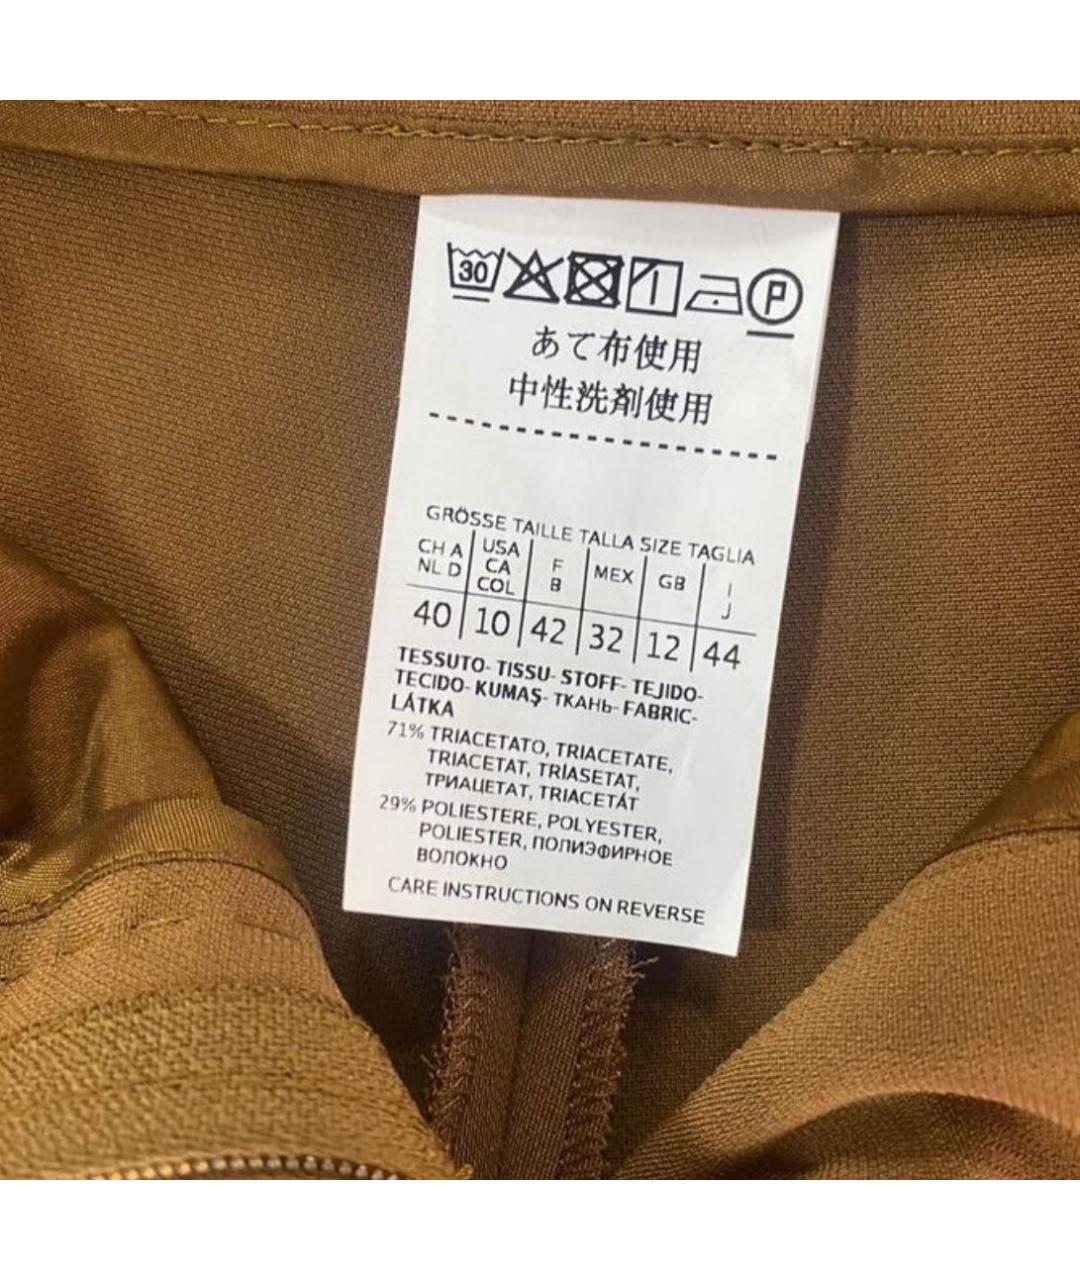 30 P
あて布使用
中性洗剤使用
GRÖSSE TAILLE TALLA SIZE TAGLIA
CH A NL D USA CA COL F B MEX GB I J
40 10 42 32 12 44
TESSUTO- TISSU- STOFF- TEJIDO-
TECIDO- KUMAŞ- ТКАНЬ- FABRIC-
LÁTKA
71% TRIACETATO, TRIACETATE,
TRIACETAT, TRİASETAT,
ТРИАЦЕТАТ, TRIACETÁT
29% POLIESTERE, POLYESTER,
POLIESTER, ПОЛИЭФИРНОЕ
ВОЛОКНО
CARE INSTRUCTIONS ON REVERSE